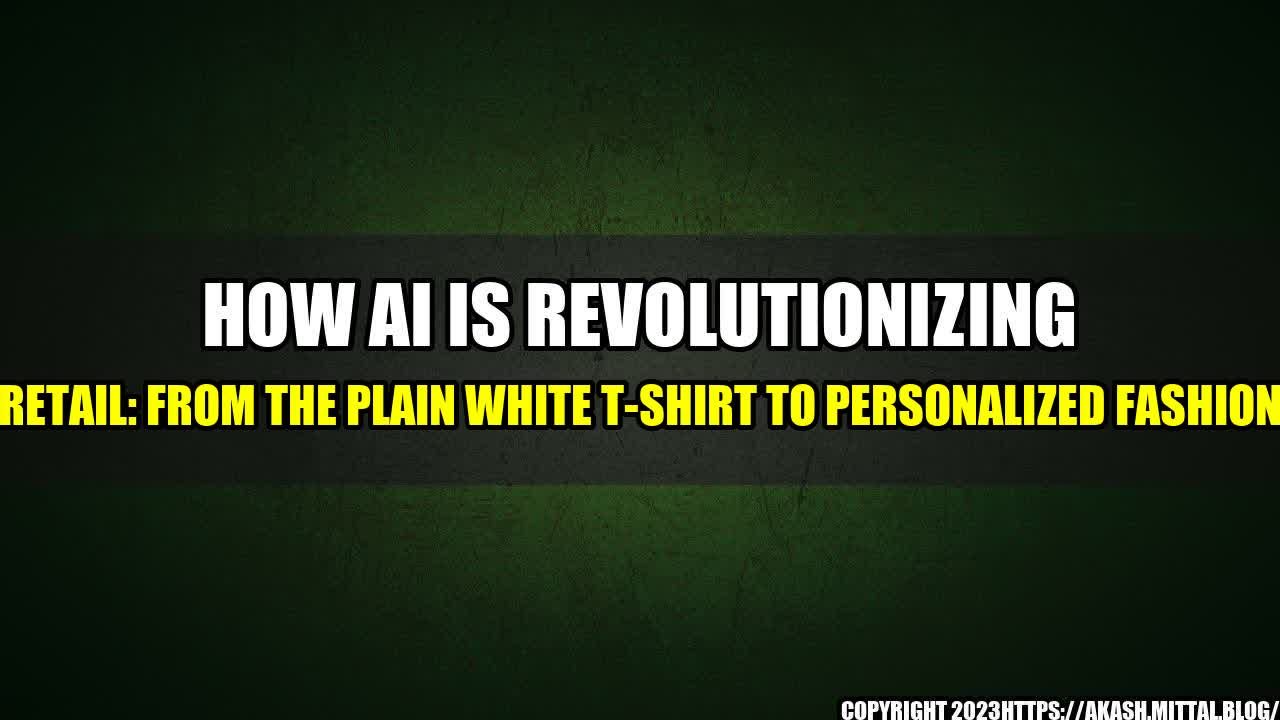 HOW AI IS REVOLUTIONIZING
RETAIL: FROM THE PLAIN WHITE T-SHIRT TO PERSONALIZED FASHION
COPYRIGHT 2023HTTPS://AKASH.MITTAL.BLOG/